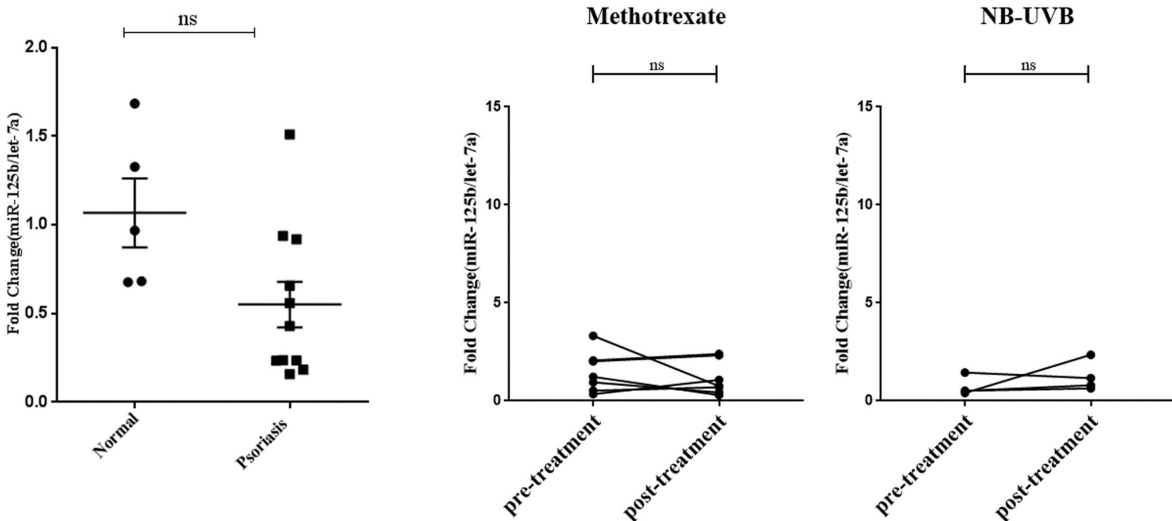 ns
Fold Change(miR-125b/let-7a)
2.0
1.5
1.0
0.5
0.0
Normal
Psoriasis
Methotrexate
ns
Fold Change(miR-125b/let-7a)
15
10
5
0
pre-treatment
post-treatment
NB-UVB
ns
Fold Change(miR-125b/let-7a)
15
10
5
0
pre-treatment
post-treatment